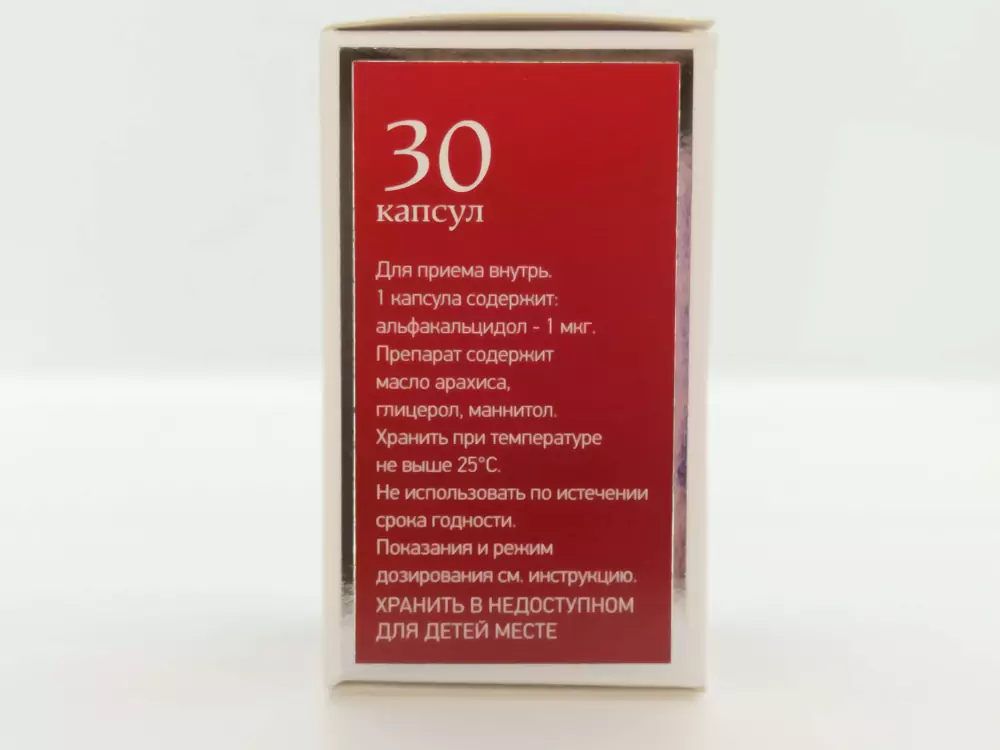 30
капсул
Для приема внутрь.
1 капсула содержит:
альфакальцидол - 1 мкг.
Препарат содержит
масло арахиса,
глицерол, маннитол.
Хранить при температуре
не выше 25°С.
Не использовать по истечении
срока годности.
Показания и режим
дозирования см. инструкцию.
ХРАНИТЬ В НЕДОСТУПНОМ
ДЛЯ ДЕТЕЙ МЕСТЕ